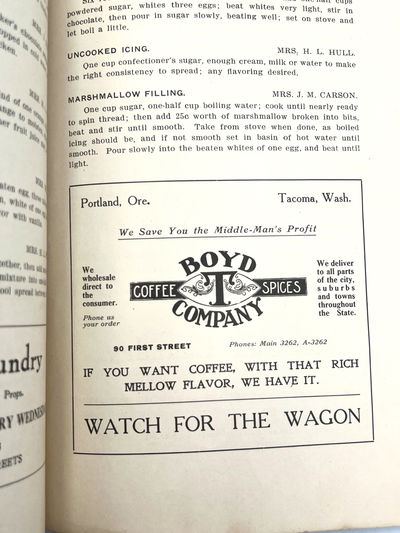 powdered sugar, whites three eggs; beat whites very light, stir in
chocolate, then pour in sugar slowly, beating well; set on stove and
let boil a little.
UNCOOKED ICING. MRS. H. L. HULL.
One cup confectioner's sugar, enough cream, milk or water to make
the right consistency to spread; any flavoring desired.
MARSHMALLOW FILLING. MRS. J. M. CARSON.
One cup sugar, one-half cup boiling water; cook until nearly ready
to spin thread; then add 25c worth of marshmallow broken into bits,
beat and stir until smooth. Take from stove when done, as boiled
icing should be, and if not smooth set in basin of hot water until
smooth. Pour slowly into the beaten whites of one egg, and beat until
light.
Portland, Ore. Tacoma, Wash.
We Save You the Middle-Man's Profit
We
wholesale
direct to
the
consumer.
Phone us
your order
BOYD
COFFEE T. SPICES
COMPANY
We deliver
to all parts
of the city,
suburbs
and towns
throughout
the State.
90 FIRST STREET Phones: Main 3262, A-3262
IF YOU WANT COFFEE, WITH THAT RICH
MELLOW FLAVOR, WE HAVE IT.
WATCH FOR THE WAGON
undry
Props.
RY WEDNESD
EETS